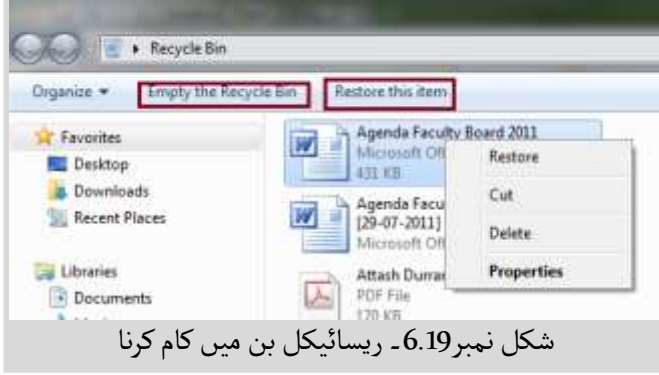 Recycle Bin
Organize
Empty the Recycle Bin
Restore this item
Favorites
Desktop
Downloads
Recent Places
Libraries
Documents
Agenda Faculty Board 2011
Microsoft Off
431 KB
Agenda Facu
[29-07-2011]
Microsoft Off
Attash Durran
PDF File
170 KB
Restore
Cut
Delete
Properties
شکل نمبر6.19۔ ریسائیکل بن میں کام کرنا